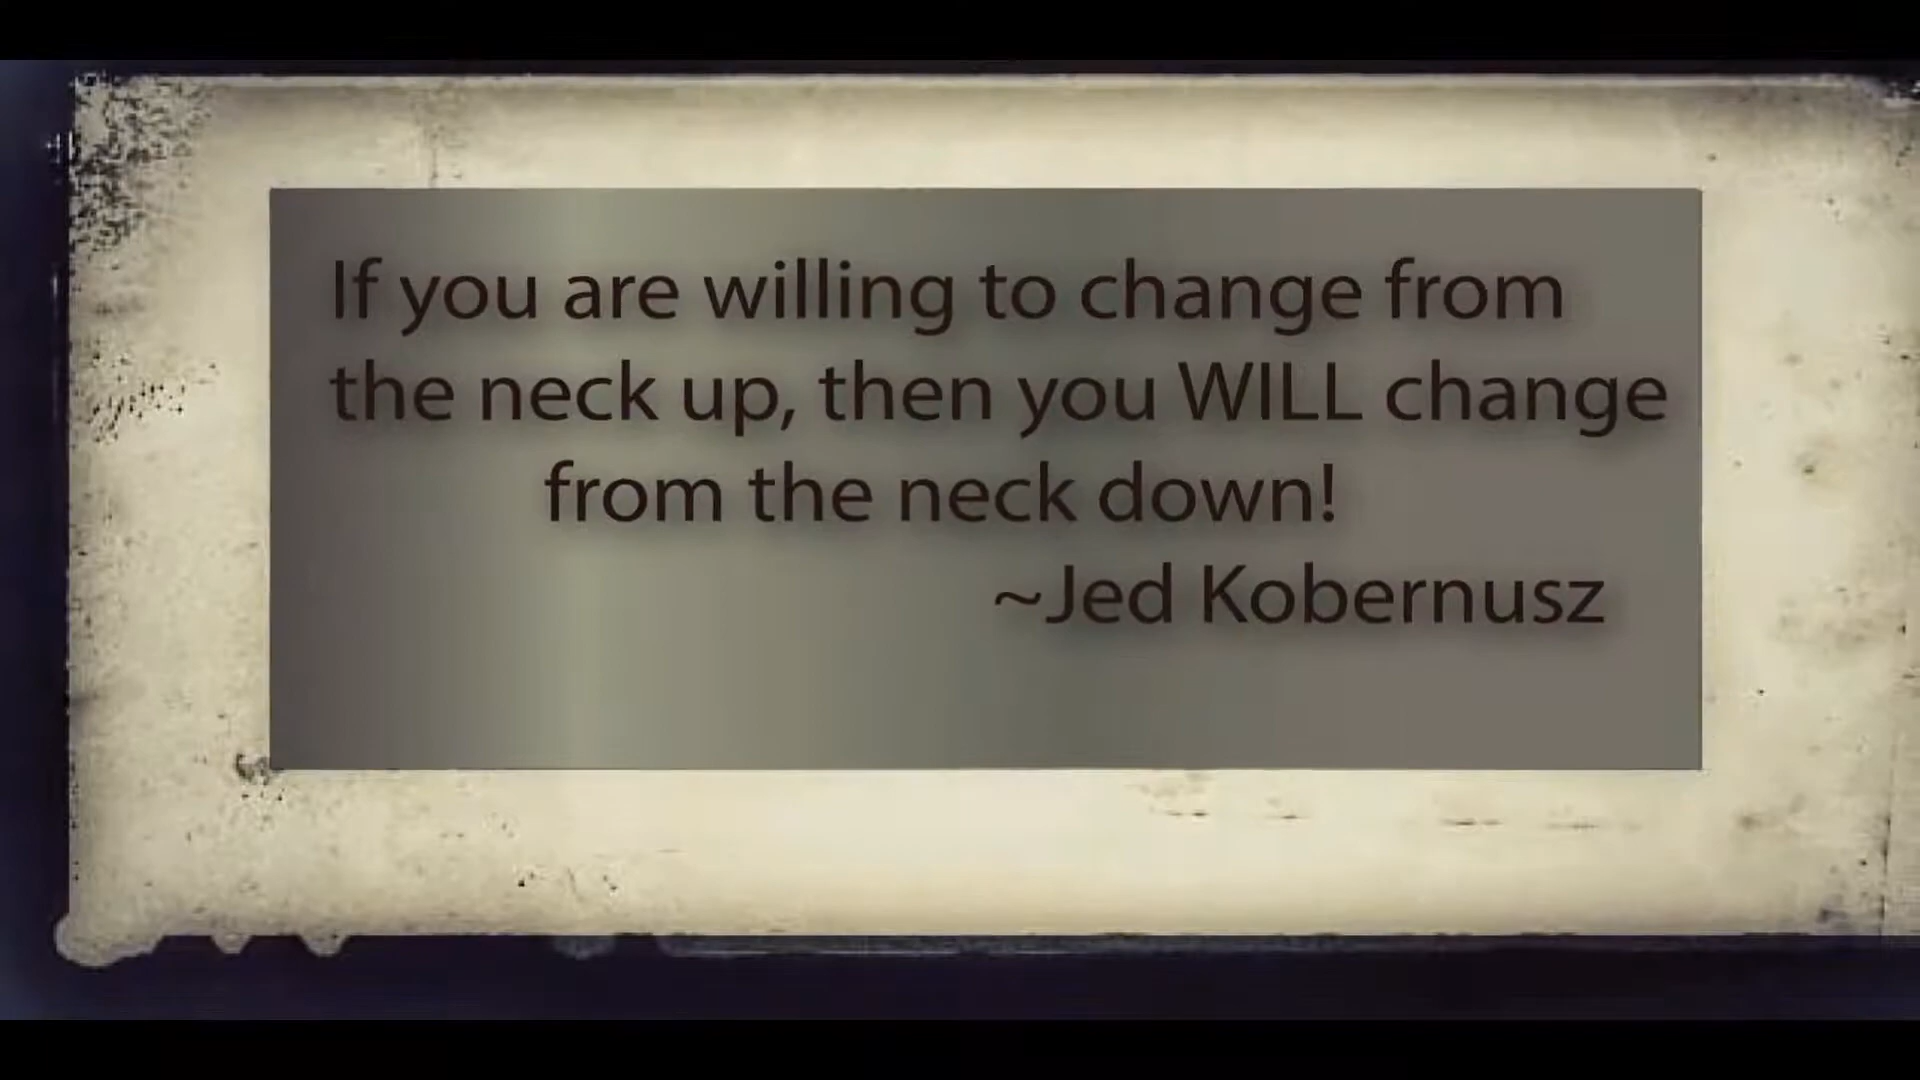 If you are willing to change from
the neck up, then you WILL change
from the neck down!
~Jed Kobernusz